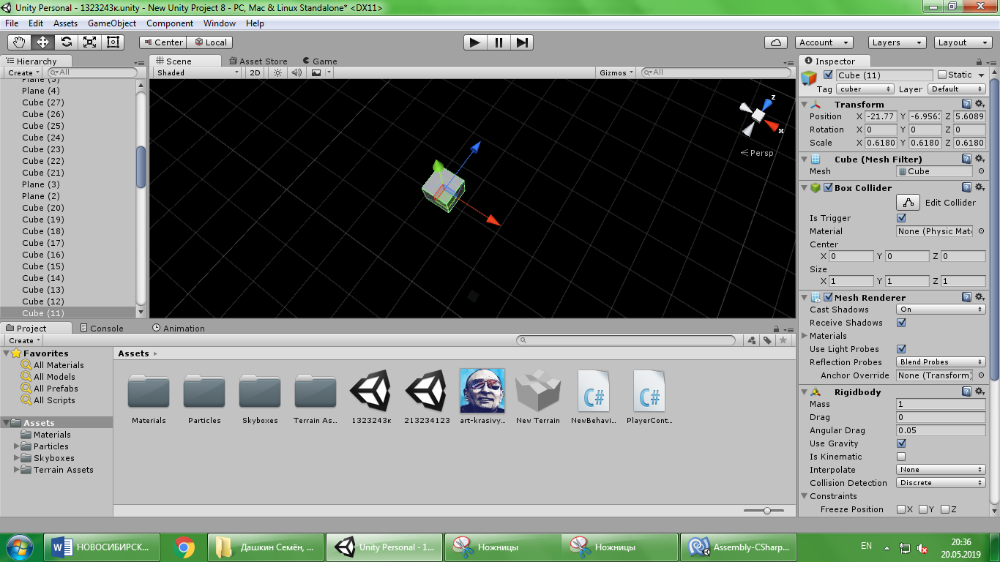 Unity Personal - 1323243к.unity - New Unity Project 8 - PC, Mac & Linux Standalone* <DX11>
File Edit Assets GameObject Component Window Help
Center Local Account Layers Layout
Hierarchy
Create All
Plane (5)
Plane (4)
Cube (27)
Cube (26)
Cube (25)
Cube (24)
Cube (23)
Cube (22)
Cube (21)
Plane (3)
Plane (2)
Cube (20)
Cube (19)
Cube (18)
Cube (17)
Cube (16)
Cube (15)
Cube (14)
Cube (13)
Cube (12)
Cube (11)
Scene Asset Store Game
Shaded 2D Gizmos All
z
x
Persp
Inspector
Cube (11) Static
Tag cuber Layer Default
Transform
Position X -21.77 Y -6.956 Z 5.6089
Rotation X 0 Y 0 Z 0
Scale X 0.6180 Y 0.6180 Z 0.6180
Cube (Mesh Filter)
Mesh Cube
Box Collider
Edit Collider
Is Trigger
Material None (Physic Mat
Center
X 0 Y 0 Z 0
Size
X 1 Y 1 Z 1
Mesh Renderer
Cast Shadows On
Receive Shadows
Materials
Use Light Probes
Reflection Probes Blend Probes
Anchor Override None (Transform)
Rigidbody
Mass 1
Drag 0
Angular Drag 0.05
Use Gravity
Is Kinematic
Interpolate None
Collision Detection Discrete
Constraints
Freeze Position X Y Z
Project Console Animation
Create
Favorites
All Materials
All Models
All Prefabs
All Scripts
Assets
Materials
Particles
Skyboxes
Terrain Assets
Assets
C# C#
Materials Particles Skyboxes Terrain As... 1323243к 213234123 art-krasivy... New Terrain NewBehavi... PlayerCont...
W НОВОСИБИРСК... Дашкин Семён, ... Unity Personal - 1... Ножницы Ножницы Assembly-CSharp... EN 20:36
20.05.2019